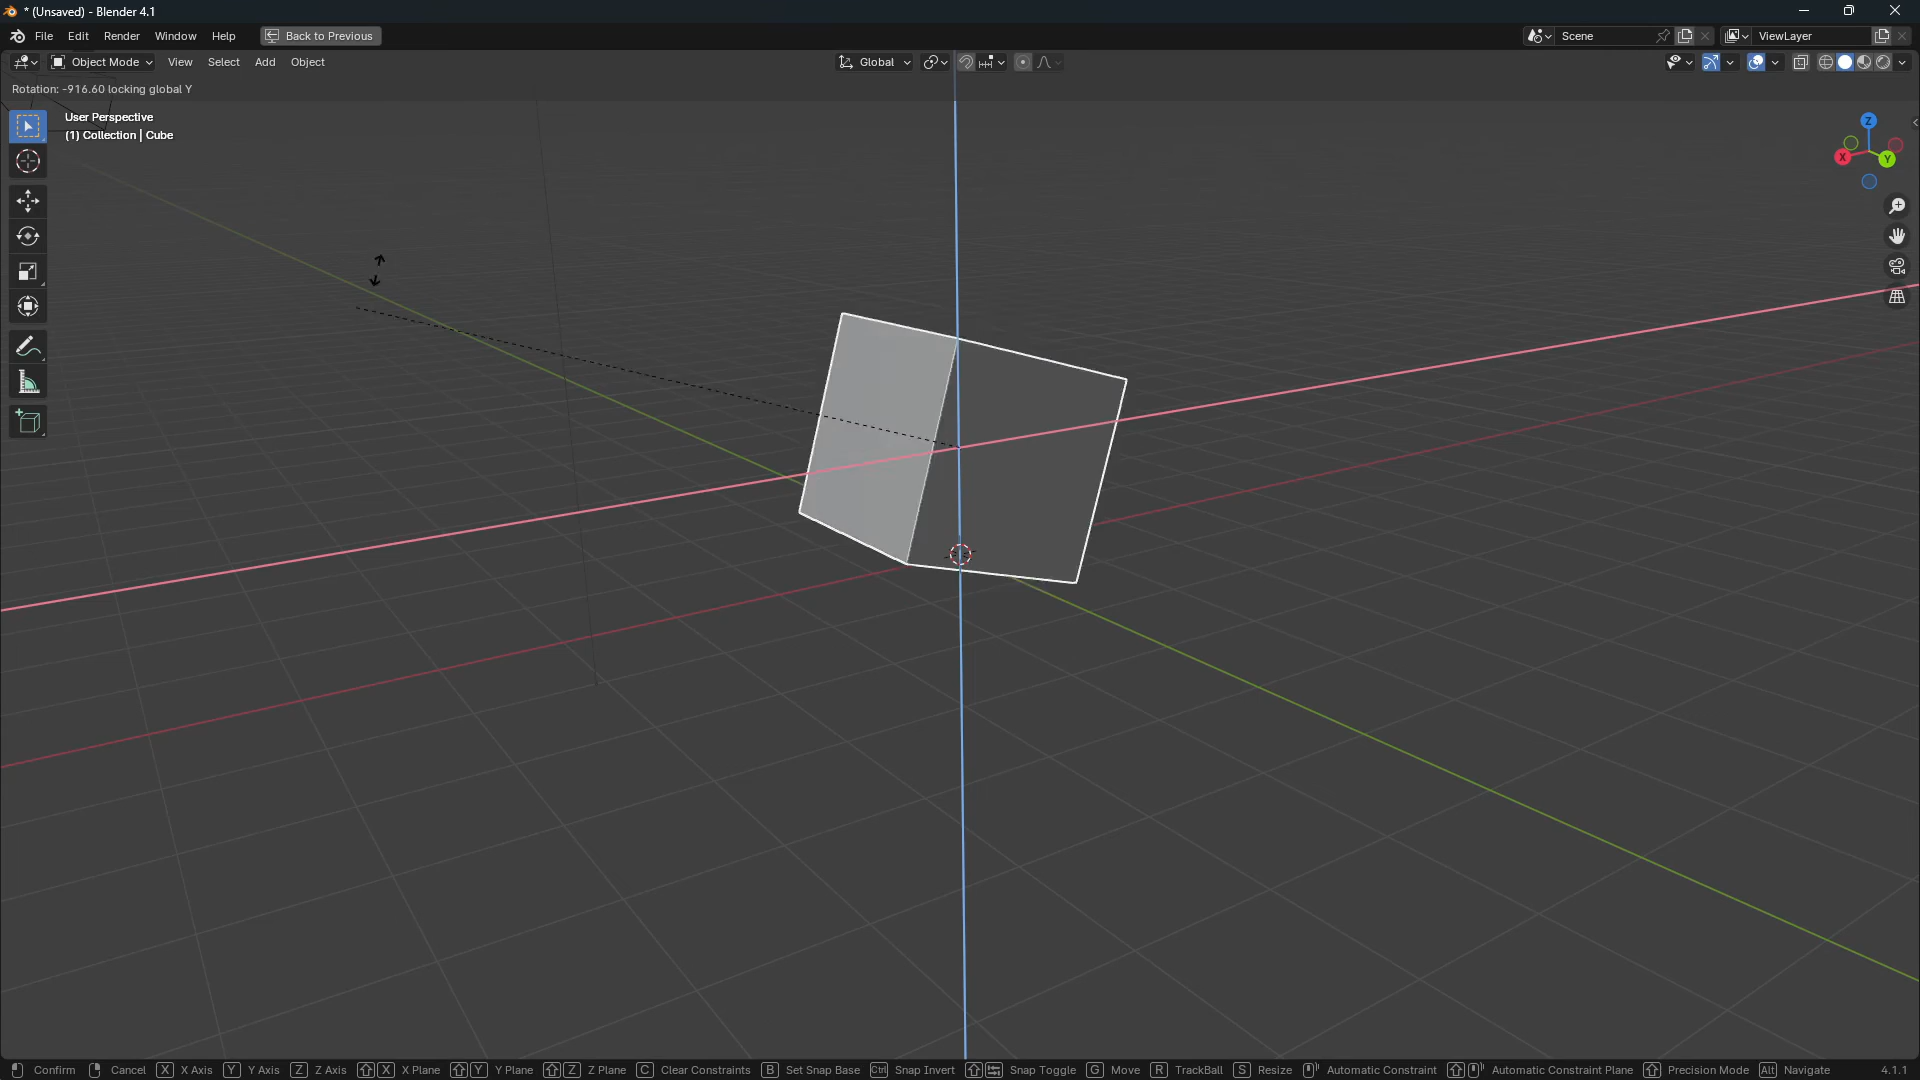 * (Unsaved) - Blender 4.1
File Edit Render Window Help Back to Previous Scene ViewLayer
Object Mode View Select Add Object Global
Rotation: -916.60 locking global Y
User Perspective
(1) Collection | Cube
Z
X Y
Confirm Cancel X X Axis Y Y Axis Z Z Axis X X Plane Y Y Plane Z Z Plane C Clear Constraints B Set Snap Base Ctrl Snap Invert Snap Toggle G Move R TrackBall S Resize Automatic Constraint Automatic Constraint Plane Precision Mode Alt Navigate 4.1.1